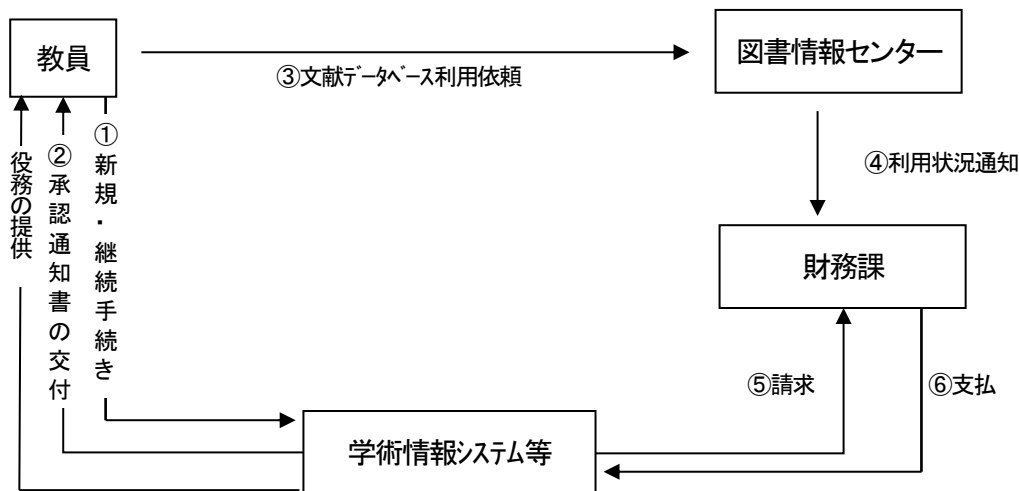 教員
図書情報センター
③文献ﾃﾞｰﾀﾍﾞｰｽ利用依頼
①新規・継続手続き
②承認通知書の交付
役務の提供
④利用状況通知
財務課
⑤請求
⑥支払
学術情報ｼｽﾃﾑ等